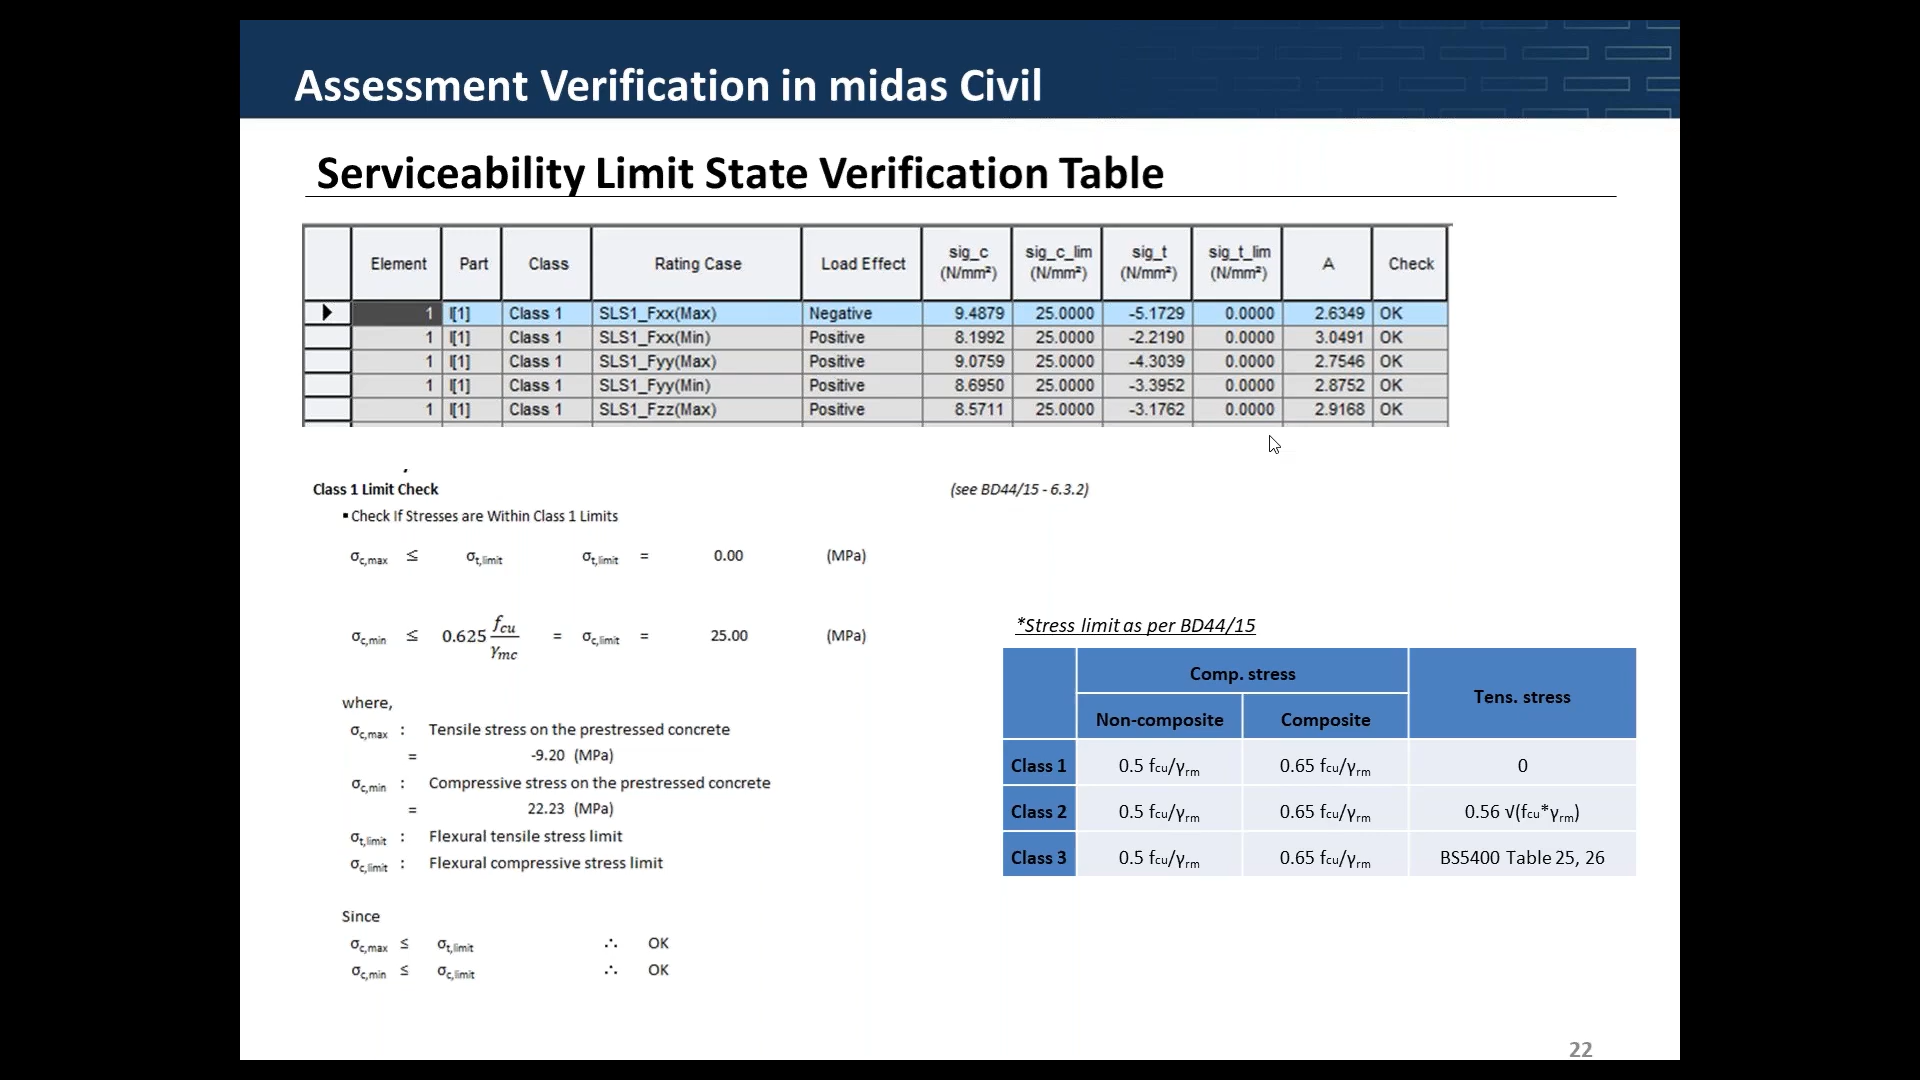 Assessment Verification in midas Civil
Serviceability Limit State Verification Table
Element Part Class Rating Case Load Effect sig_c (N/mm²) sig_c_lim (N/mm²) sig_t (N/mm²) sig_t_lim (N/mm²) A Check
1 I[1] Class 1 SLS1_Fxx(Max) Negative 9.4879 25.0000 -5.1729 0.0000 2.6349 OK
1 I[1] Class 1 SLS1_Fxx(Min) Positive 8.1992 25.0000 -2.2190 0.0000 3.0491 OK
1 I[1] Class 1 SLS1_Fyy(Max) Positive 9.0759 25.0000 -4.3039 0.0000 2.7546 OK
1 I[1] Class 1 SLS1_Fyy(Min) Positive 8.6950 25.0000 -3.3952 0.0000 2.8752 OK
1 I[1] Class 1 SLS1_Fzz(Max) Positive 8.5711 25.0000 -3.1762 0.0000 2.9168 OK
Class 1 Limit Check (see BD44/15 - 6.3.2)
▪ Check If Stresses are Within Class 1 Limits
σc,max ≤ σt,limit σt,limit = 0.00 (MPa)
σc,min ≤ 0.625 fcu/γmc = σc,limit = 25.00 (MPa)
where,
σc,max : Tensile stress on the prestressed concrete
= -9.20 (MPa)
σc,min : Compressive stress on the prestressed concrete
= 22.23 (MPa)
σt,limit : Flexural tensile stress limit
σc,limit : Flexural compressive stress limit
Since
σc,max ≤ σt,limit ∴ OK
σc,min ≤ σc,limit ∴ OK
*Stress limit as per BD44/15
Comp. stress Tens. stress
Non-composite Composite
Class 1 0.5 fcu/γrm 0.65 fcu/γrm 0
Class 2 0.5 fcu/γrm 0.65 fcu/γrm 0.56 √(fcu*γrm)
Class 3 0.5 fcu/γrm 0.65 fcu/γrm BS5400 Table 25, 26
22